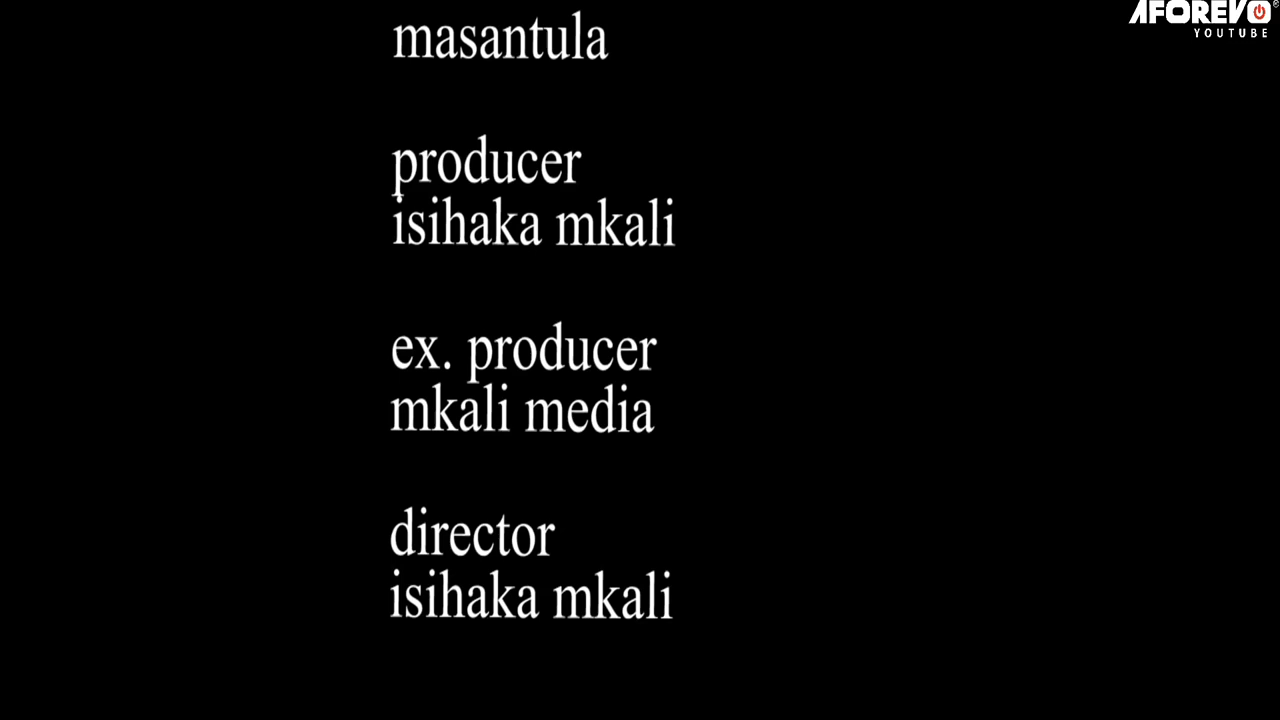 AFOREVO
YOUTUBE
masantula
producer
isihaka mkali
ex. producer
mkali media
director
isihaka mkali